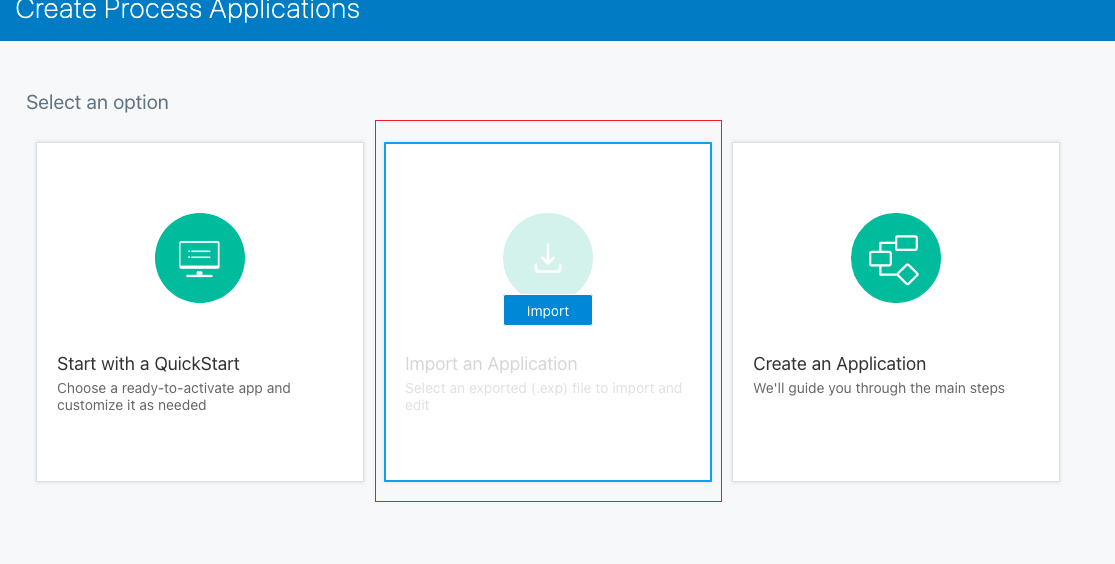 Create Process Applications
Select an option
Start with a QuickStart
Choose a ready-to-activate app and
customize it as needed
Import
Import an Application
Select an exported (.exp) file to import and
edit
Create an Application
We'll guide you through the main steps